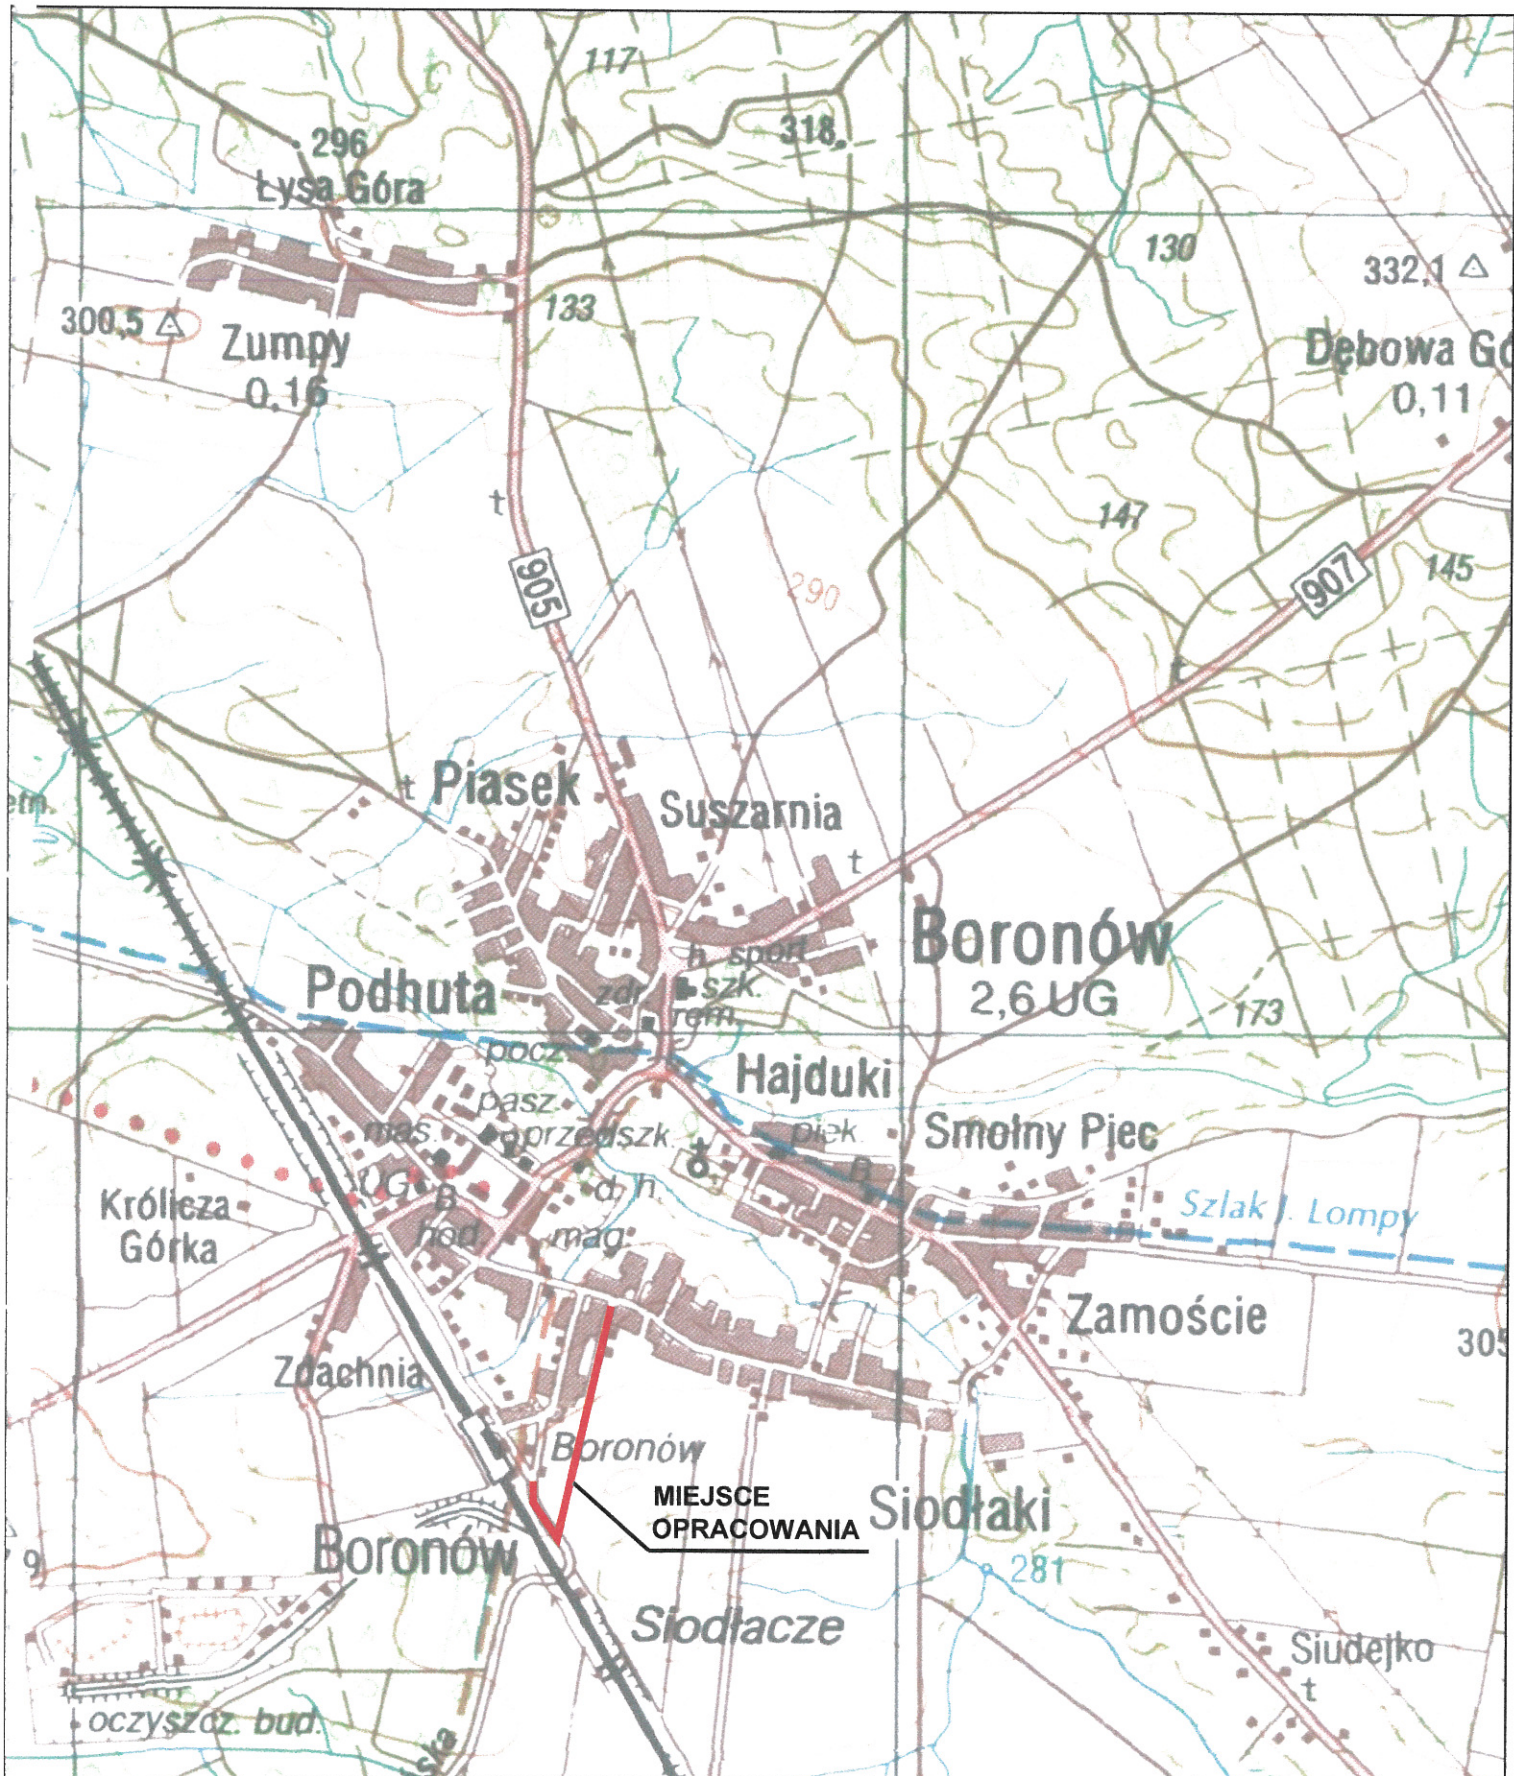 117
296
318
Łysa Góra
130
332,1
300,5
133
Zumpy
0,16
Dębowa Gó
0,11
t
147
905
907
145
290
Piasek
t
Suszarnia
t
Boronów
2,6 UG
h. sport
szk.
Podhuta
zdr.
rem.
173
pocz.
Hajduki
pasz.
mas.
przedszk.
piek.
Smolny Piec
UG
B
d. h.
Królicza
Górka
hod.
mag.
Szlak J. Lompy
Zamoście
305
Zdachnia
Boronów
MIEJSCE
OPRACOWANIA
Siodłaki
Boronów
281
Siodłacze
Siudejko
t
oczyszcz. bud.
ska